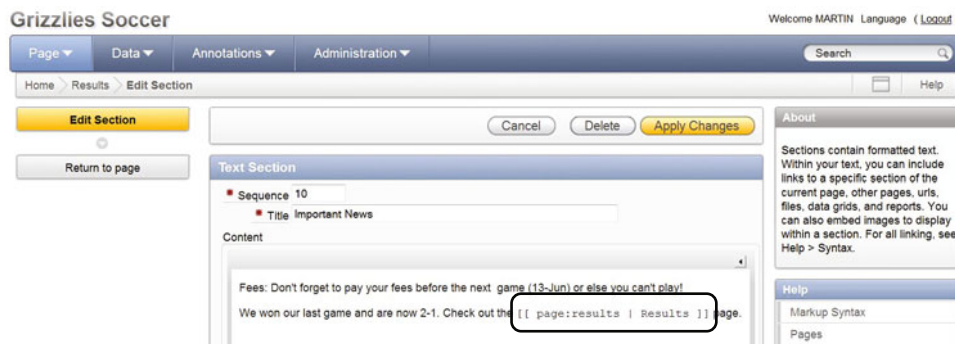 Grizzlies Soccer
Welcome MARTIN Language ( Logout
Page Data Annotations Administration
Search
Home Results Edit Section
Help
Edit Section
Return to page
Cancel Delete Apply Changes
Text Section
Sequence 10
Title Important News
Content
Fees: Don't forget to pay your fees before the next game (13-Jun) or else you can't play!
We won our last game and are now 2-1. Check out the [[ page:results | Results ]] page.
About
Sections contain formatted text.
Within your text, you can include
links to a specific section of the
current page, other pages, urls,
files, data grids, and reports. You
can also embed images to display
within a section. For all linking, see
Help > Syntax.
Help
Markup Syntax
Pages